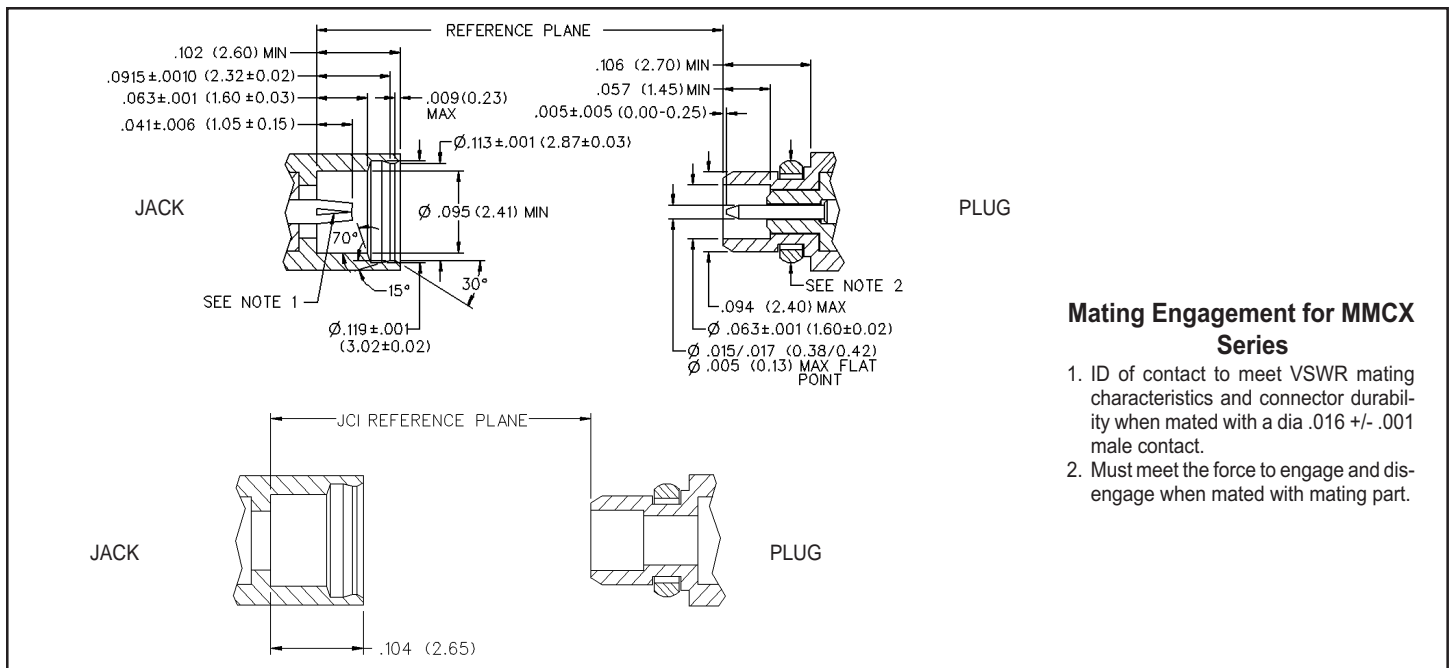 REFERENCE PLANE
.102 (2.60) MIN
.0915±.0010 (2.32±0.02)
.063±.001 (1.60 ±0.03)
.041±.006 (1.05 ±0.15)
.009(0.23)
MAX
Ø.113±.001 (2.87±0.03)
JACK
Ø .095 (2.41) MIN
70°
SEE NOTE 1
15°
30°
Ø.119±.001
(3.02±0.02)
.106 (2.70) MIN
.057 (1.45) MIN
.005±.005 (0.00-0.25)
PLUG
SEE NOTE 2
.094 (2.40) MAX
Ø .063±.001 (1.60±0.02)
Ø .015/.017 (0.38/0.42)
Ø .005 (0.13) MAX FLAT
POINT
Mating Engagement for MMCX
Series
1. ID of contact to meet VSWR mating
characteristics and connector durabil-
ity when mated with a dia .016 +/- .001
male contact.
2. Must meet the force to engage and dis-
engage when mated with mating part.
JCI REFERENCE PLANE
JACK
PLUG
.104 (2.65)